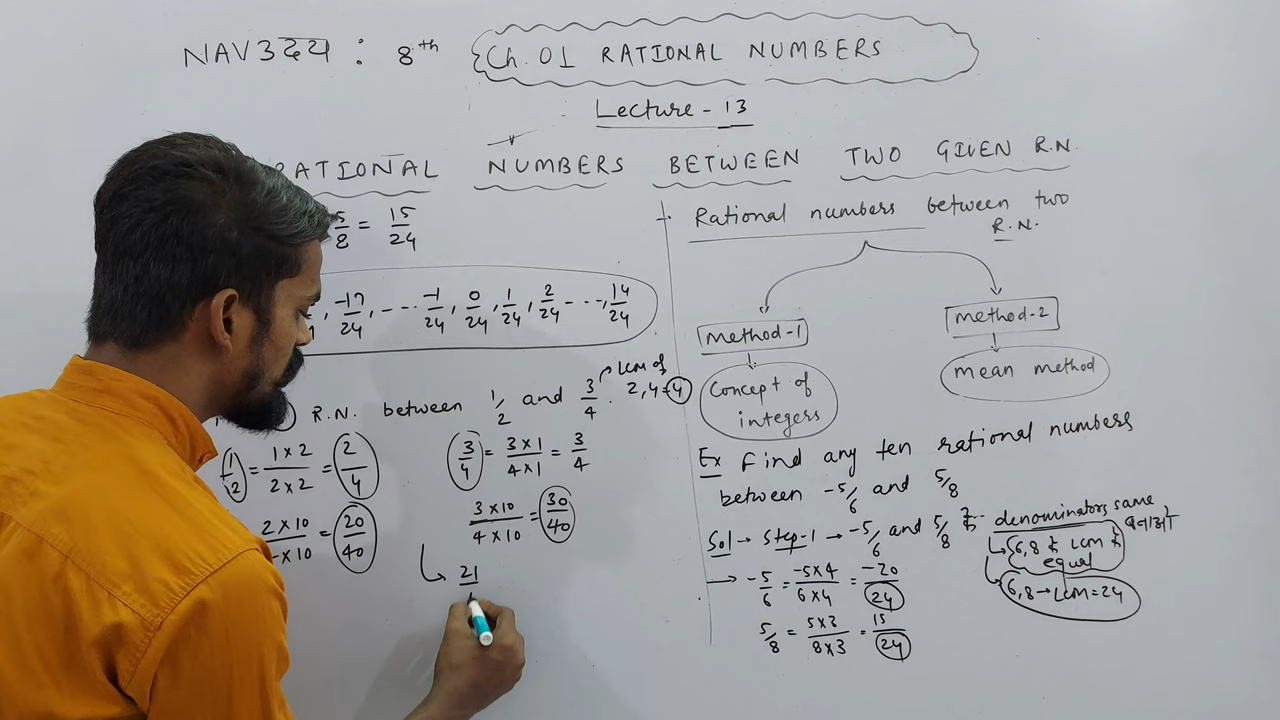 NAV3221 : 8th Ch. 01 RATIONAL NUMBERS
Lecture - 13
RATIONAL NUMBERS BETWEEN TWO GIVEN R.N.
5/8 = 15/24
-17/24, - - - -1/24, 0/24, 1/24, 2/24 - - -, 14/24
R.N. between 1/2 and 3/4.
LCM of
2,4=4
1/2 = 1×2/2×2 = 2/4
3/4 = 3×1/4×1 = 3/4
2×10/×10 = 20/40
3×10/4×10 = 30/40
21
Rational numbers between two
R.N.
method-1
method-2
Concept of
integers
mean method
Ex Find any ten rational numbers
between -5/6 and 5/8
Sol → Step-1 → -5/6 and 5/8
denominators same
6,8 LCM
equal
6,8→LCM=24
→ -5/6 = -5×4/6×4 = -20/24
5/8 = 5×3/8×3 = 15/24